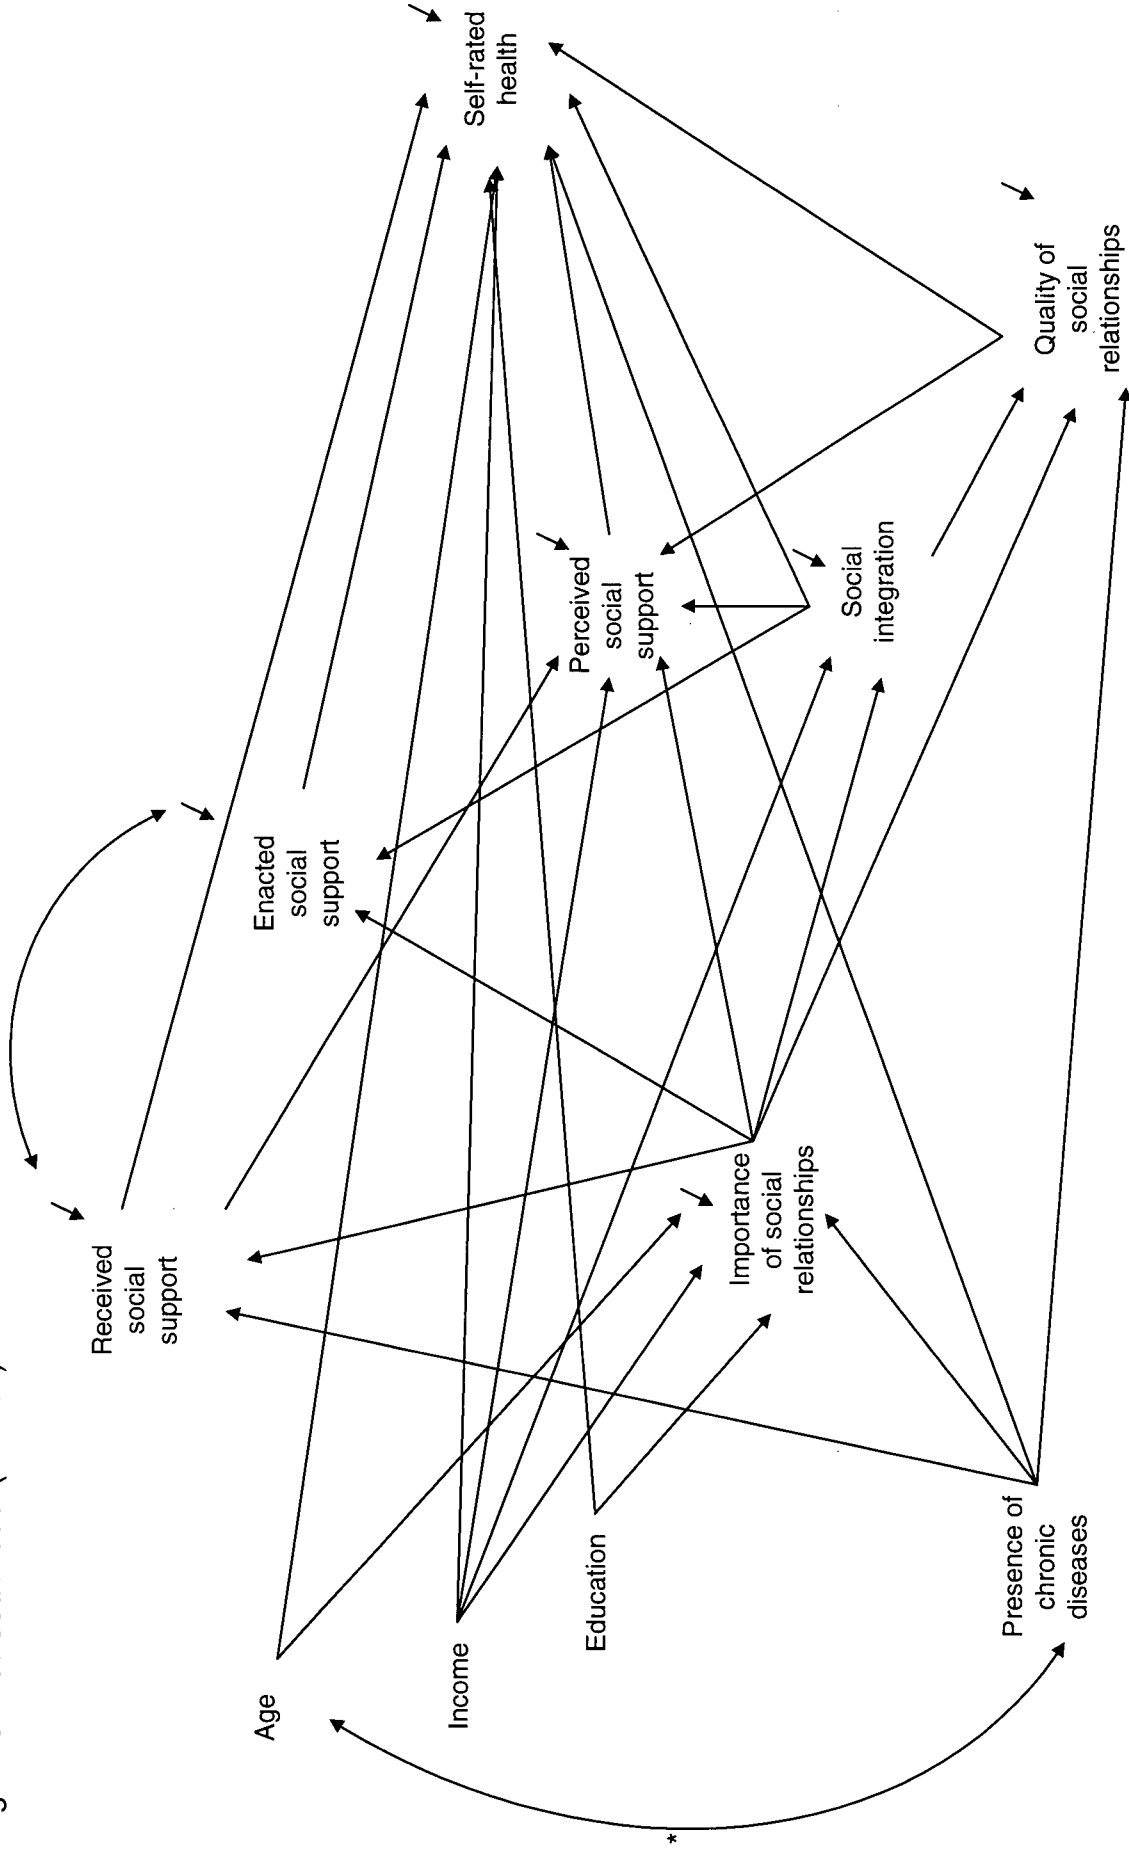 Age
Income
Education
Presence of
chronic
diseases
*
Received
social
support
Importance
of social
relationships
Enacted
social
support
Perceived
social
support
Social
integration
Quality of
social
relationships
Self-rated
health